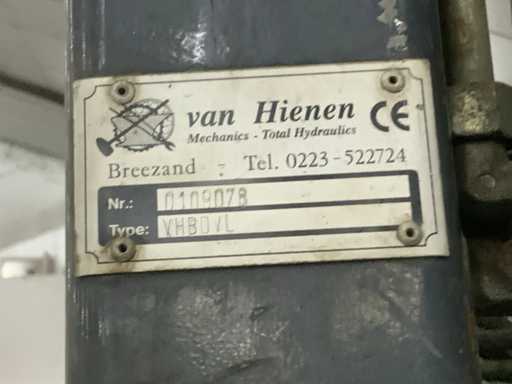 van Hienen CE
Mechanics - Total Hydraulics
Breezand - Tel. 0223-522724
Nr.: 0109078
Type: VHBOVL